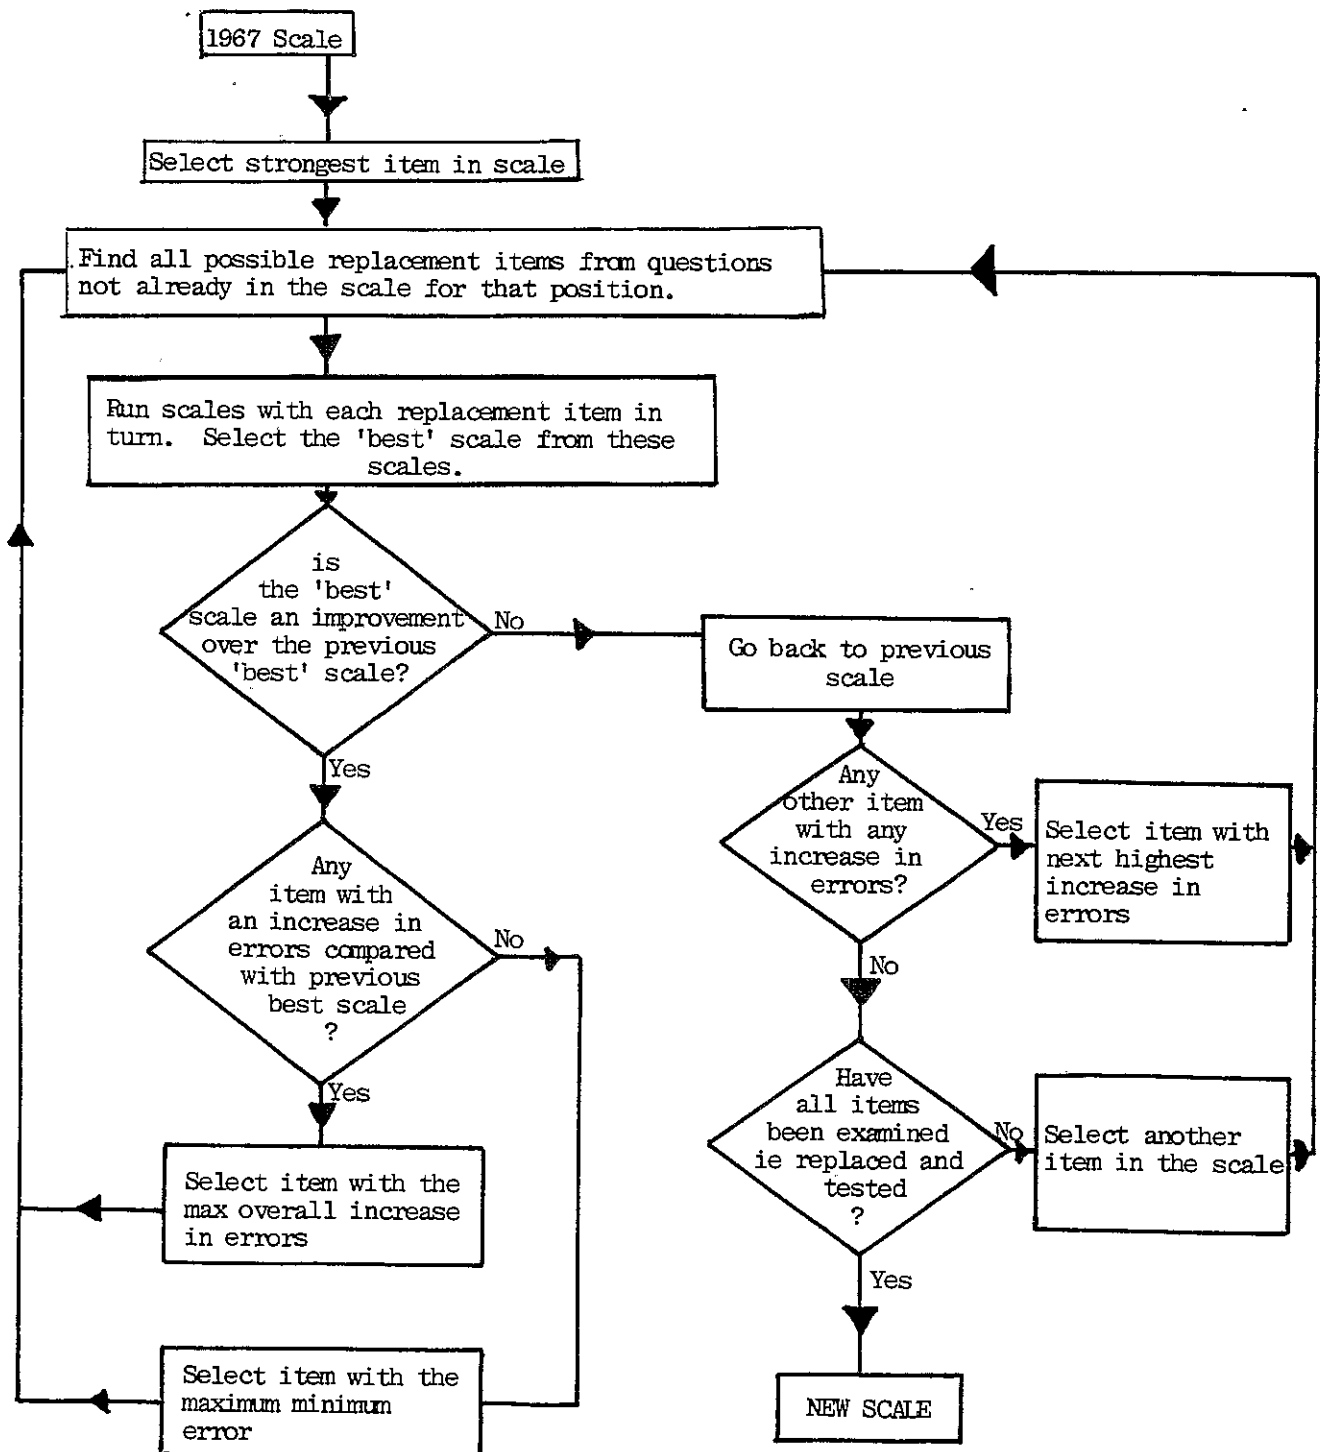 1967 Scale
Select strongest item in scale
Find all possible replacement items from questions
not already in the scale for that position.
Run scales with each replacement item in
turn. Select the 'best' scale from these
scales.
is
the 'best'
scale an improvement
over the previous
'best' scale?
No
Yes
Go back to previous
scale
Any
other item
with any
increase in
errors?
Yes
Select item with
next highest
increase in
errors
No
Any
item with
an increase in
errors compared
with previous
best scale
?
No
Yes
Have
all items
been examined
ie replaced and
tested
?
No
Select another
item in the scale
Yes
Select item with the
max overall increase
in errors
Select item with the
maximum minimum
error
NEW SCALE